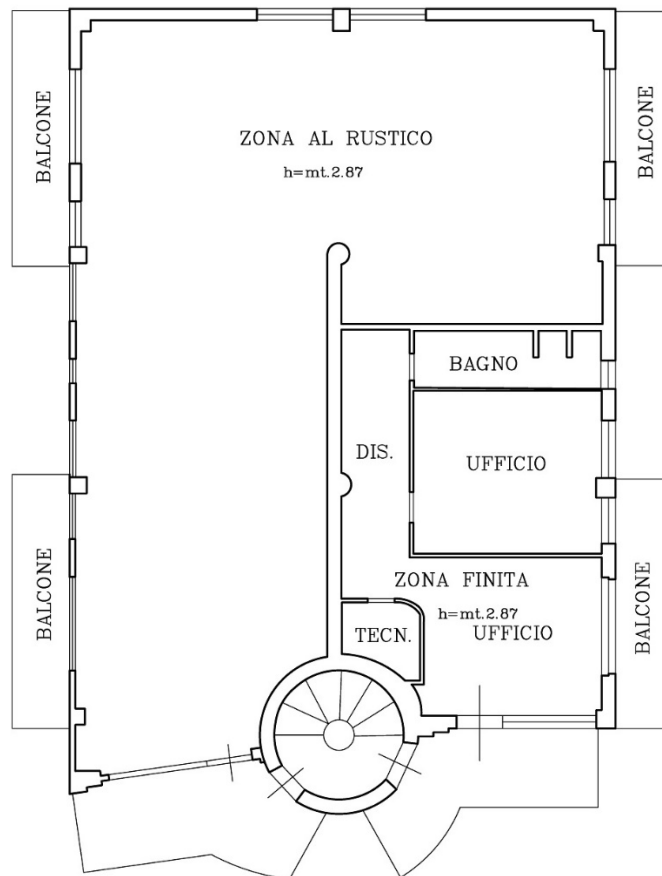 BALCONE
BALCONE
ZONA AL RUSTICO
h=mt.2.87
BAGNO
DIS.
UFFICIO
ZONA FINITA
h=mt.2.87
UFFICIO
TECN.
BALCONE
BALCONE